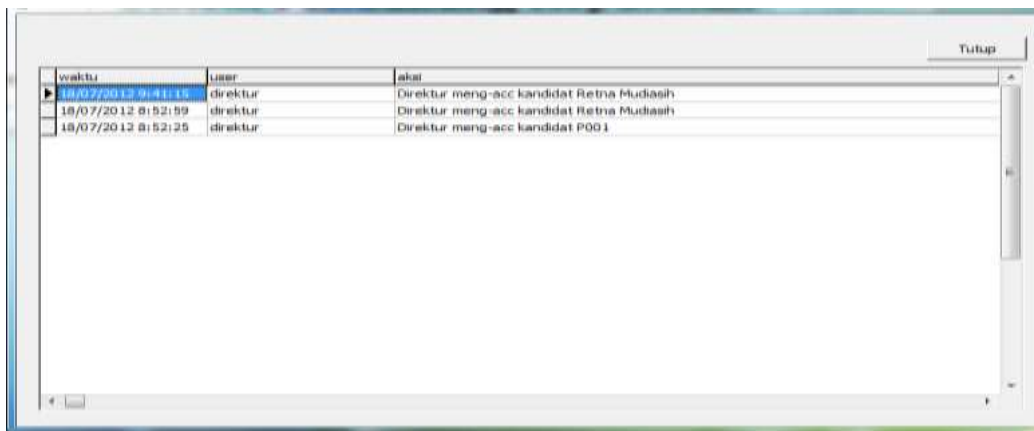 Tutup
waktu user aksi
18/07/2012 9:41:15 direktur Direktur meng-acc kandidat Retna Mudiasih
18/07/2012 8:52:59 direktur Direktur meng-acc kandidat Retna Mudiasih
18/07/2012 8:52:25 direktur Direktur meng-acc kandidat P001